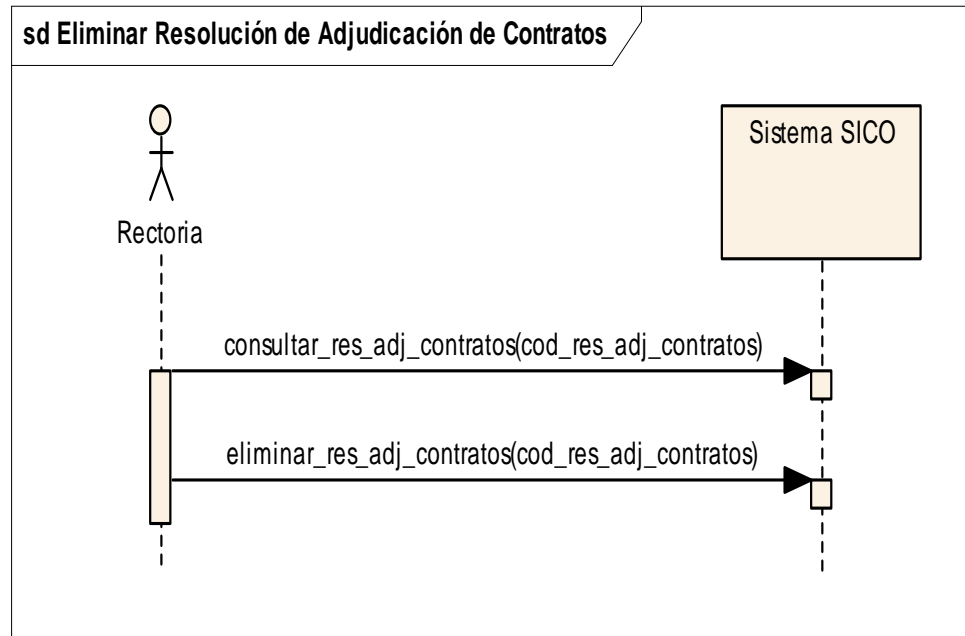 sd Eliminar Resolución de Adjudicación de Contratos
Sistema SICO
Rectoria
consultar_res_adj_contratos(cod_res_adj_contratos)
eliminar_res_adj_contratos(cod_res_adj_contratos)